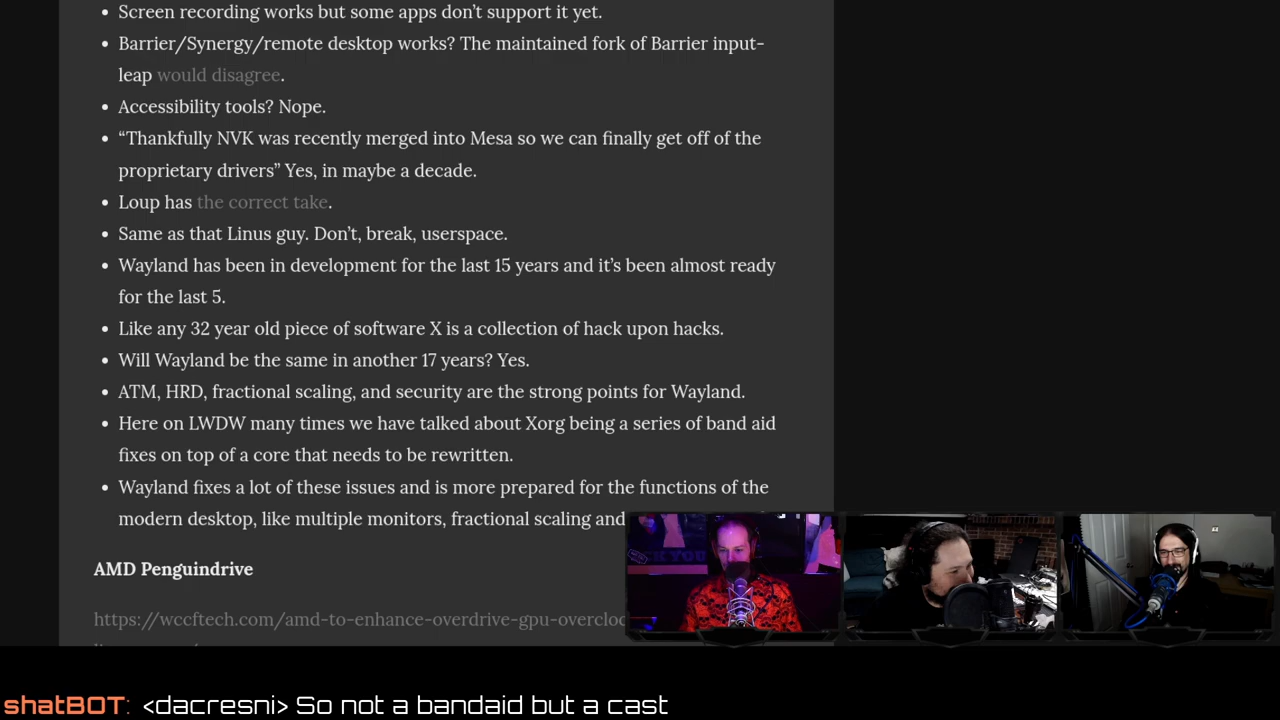 Screen recording works but some apps don’t support it yet.
Barrier/Synergy/remote desktop works? The maintained fork of Barrier input-
leap would disagree.
Accessibility tools? Nope.
“Thankfully NVK was recently merged into Mesa so we can finally get off of the
proprietary drivers” Yes, in maybe a decade.
Loup has the correct take.
Same as that Linus guy. Don’t, break, userspace.
Wayland has been in development for the last 15 years and it’s been almost ready
for the last 5.
Like any 32 year old piece of software X is a collection of hack upon hacks.
Will Wayland be the same in another 17 years? Yes.
ATM, HRD, fractional scaling, and security are the strong points for Wayland.
Here on LWDW many times we have talked about Xorg being a series of band aid
fixes on top of a core that needs to be rewritten.
Wayland fixes a lot of these issues and is more prepared for the functions of the
modern desktop, like multiple monitors, fractional scaling and
AMD Penguindrive
https://wccftech.com/amd-to-enhance-overdrive-gpu-overcloc
shatBOT: <dacresni> So not a bandaid but a cast